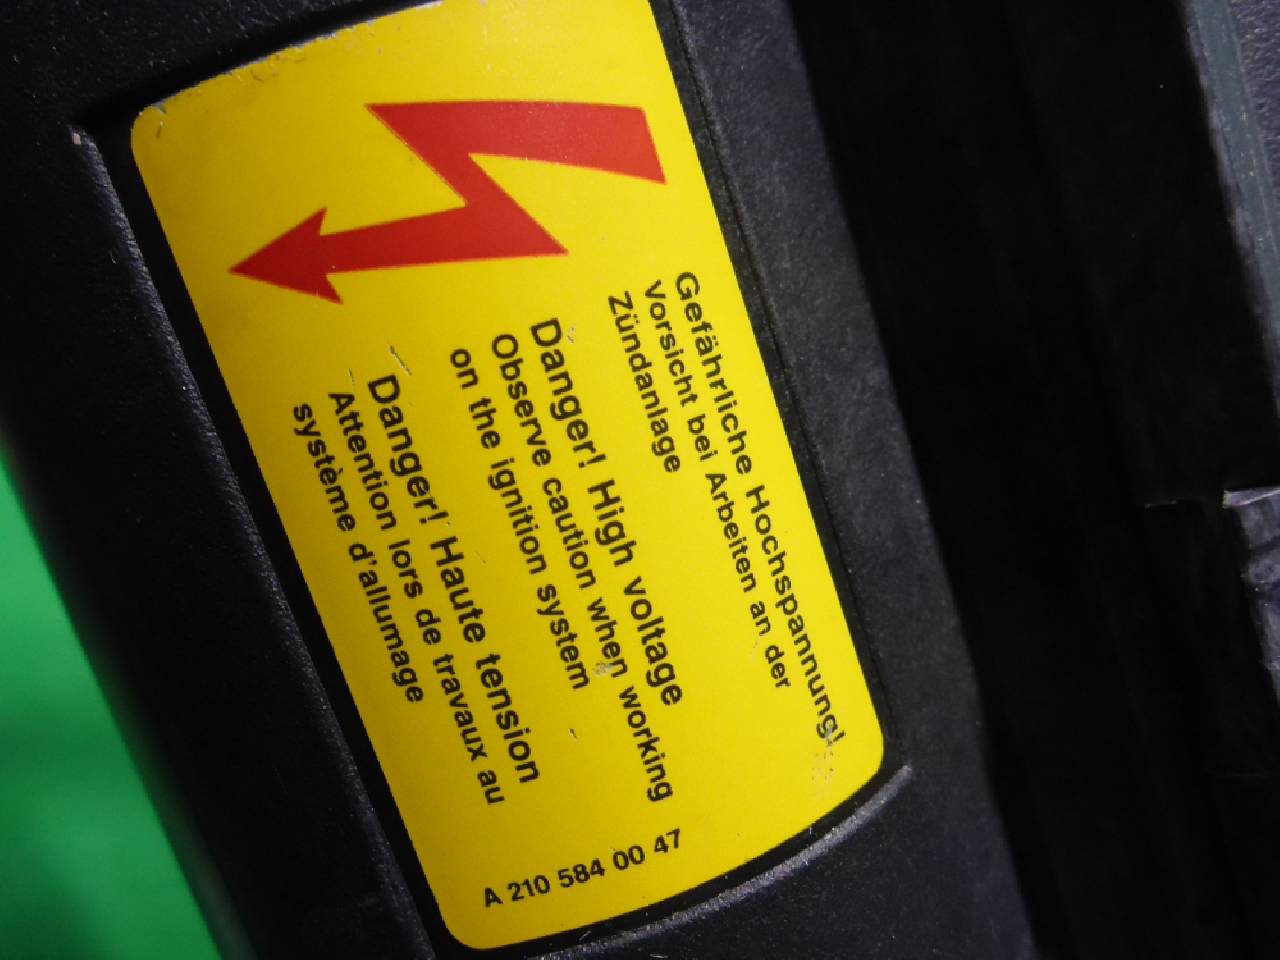 Gefährliche Hochspannung!
Vorsicht bei Arbeiten an der
Zündanlage
Danger! High voltage
Observe caution when working
on the ignition system
Danger! Haute tension
Attention lors de travaux au
système d'allumage
A 210 584 00 47